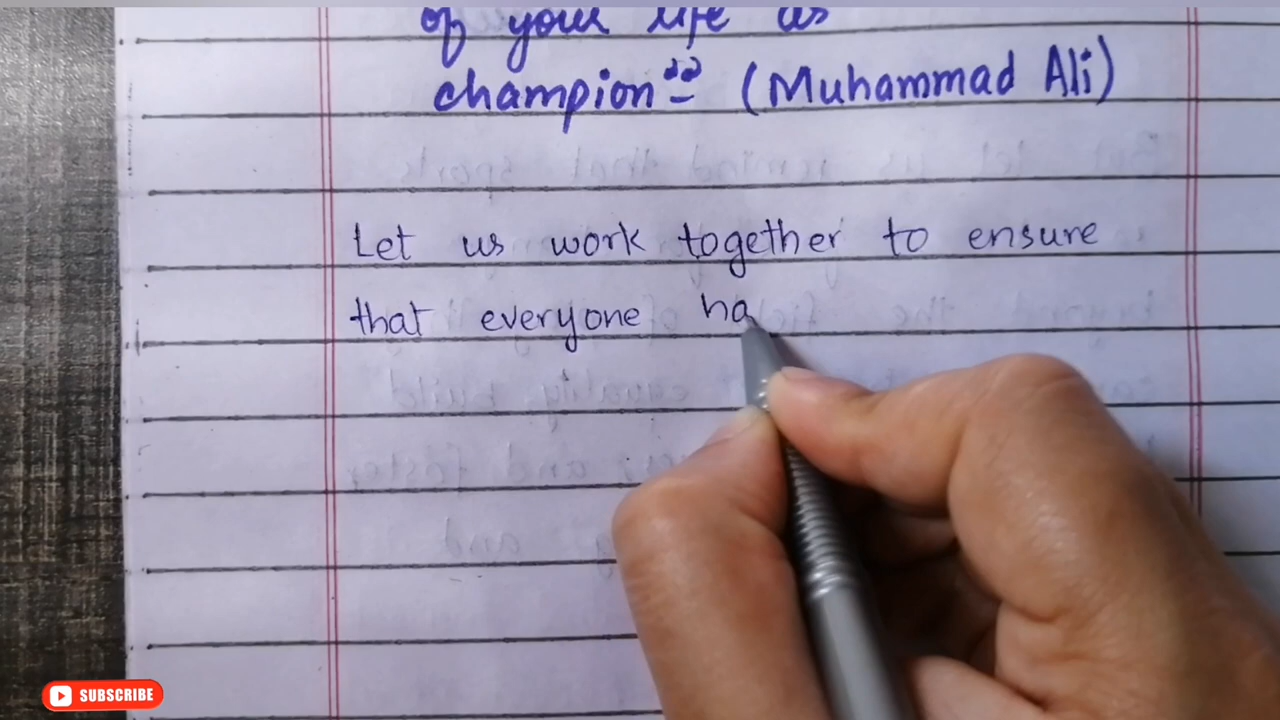 of your life as
champion" (Muhammad Ali)
Let us work together to ensure
that everyone ha
SUBSCRIBE